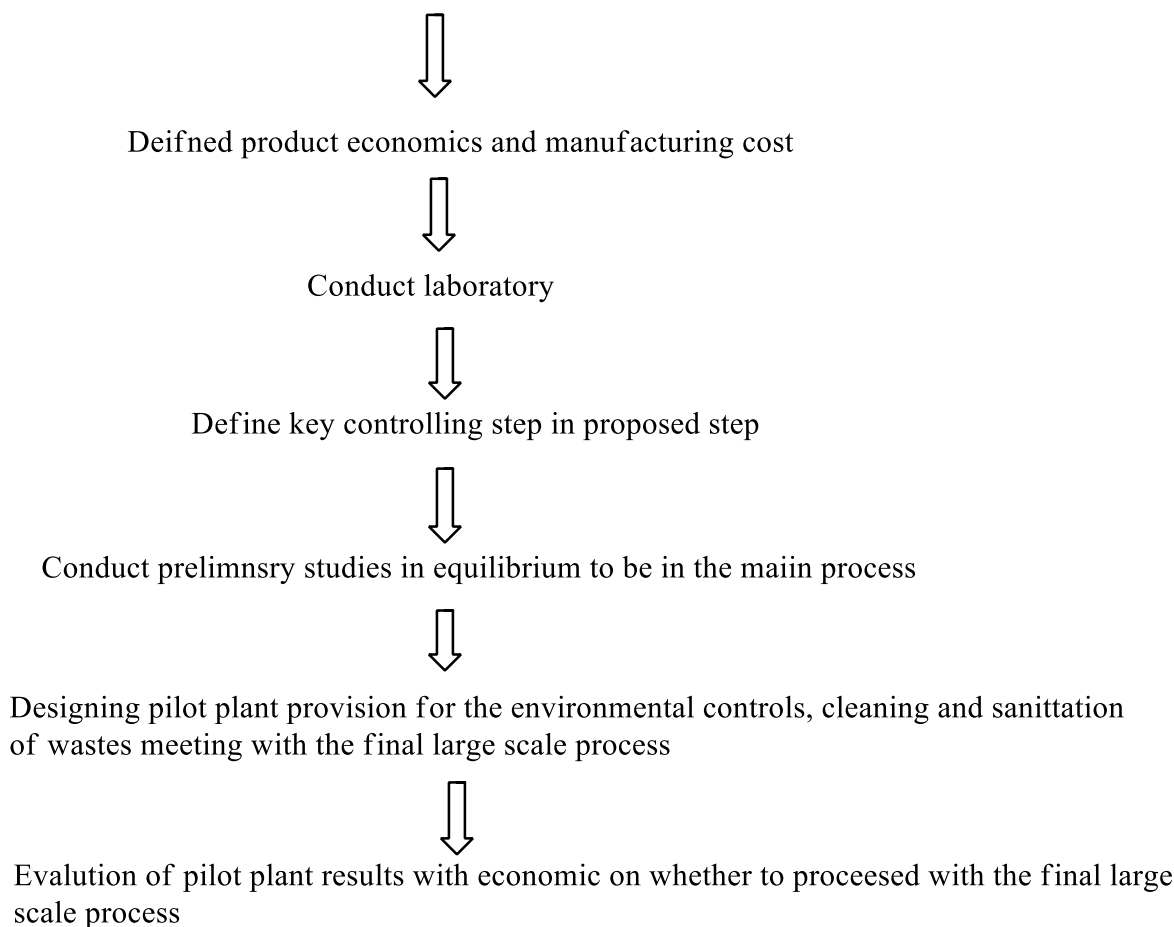 Deifned product economics and manufacturing cost
Conduct laboratory
Define key controlling step in proposed step
Conduct prelimnsry studies in equilibrium to be in the maiin process
Designing pilot plant provision for the environmental controls, cleaning and sanittation
of wastes meeting with the final large scale process
Evalution of pilot plant results with economic on whether to proceesed with the final large
scale process